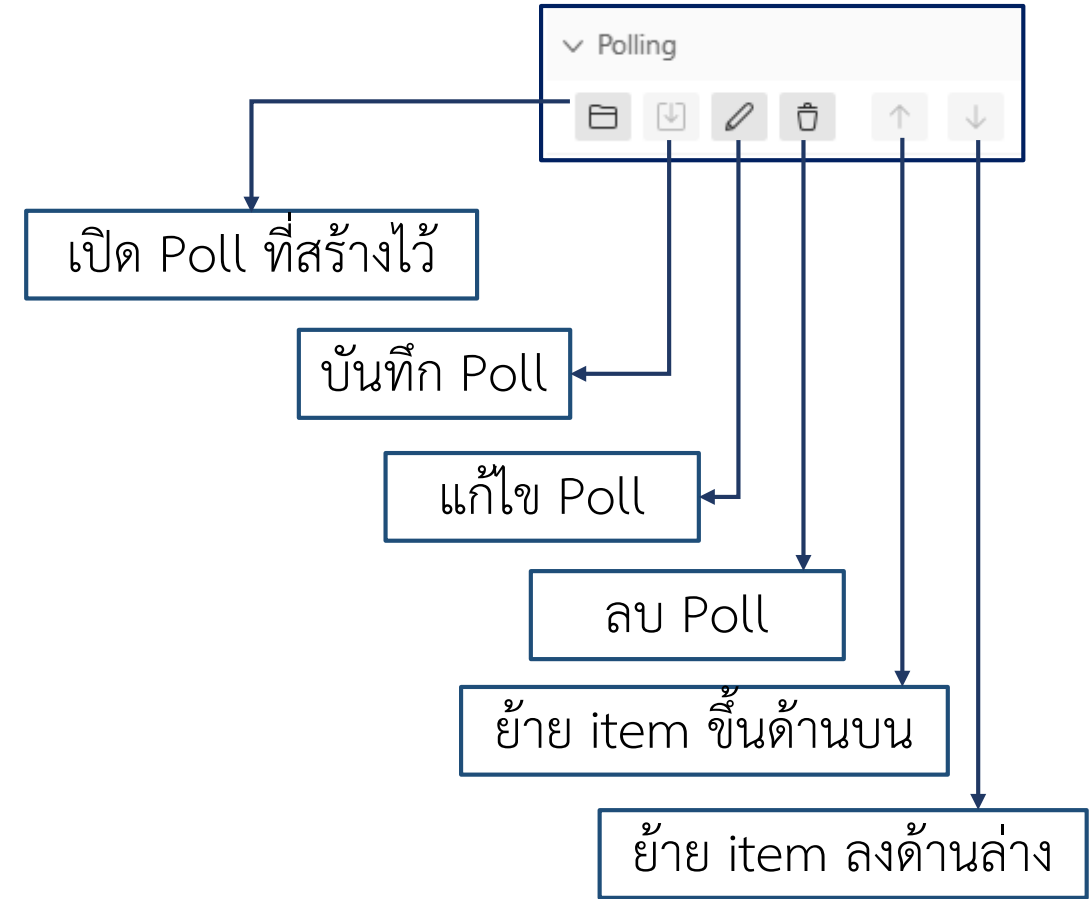 Polling
เปิด Poll ที่สร้างไว้
บันทึก Poll
แก้ไข Poll
ลบ Poll
ย้าย item ขึ้นด้านบน
ย้าย item ลงด้านล่าง